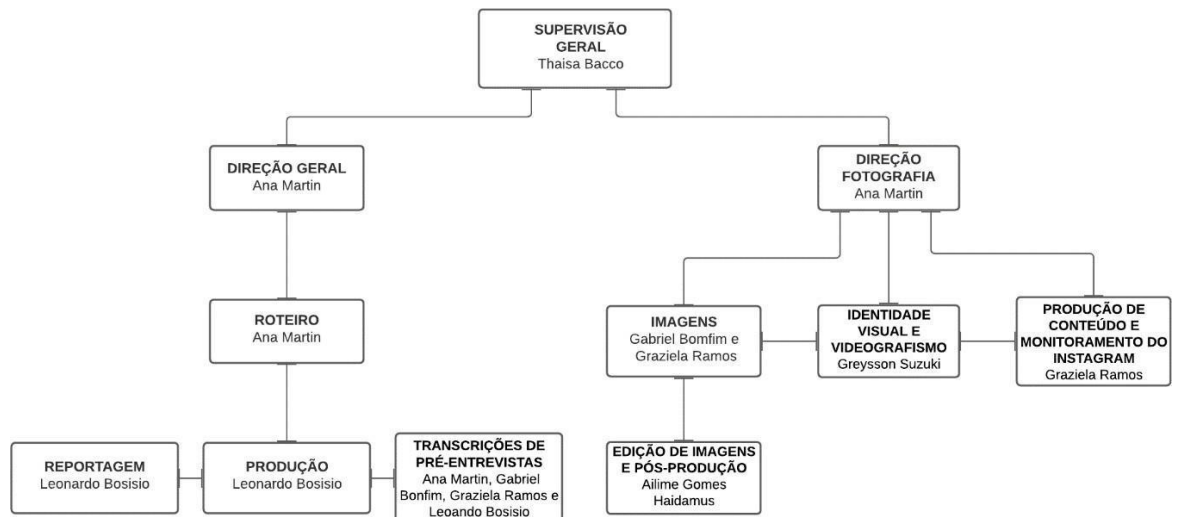 SUPERVISÃO
GERAL
Thaisa Bacco
DIREÇÃO GERAL
Ana Martin
DIREÇÃO
FOTOGRAFIA
Ana Martin
ROTEIRO
Ana Martin
IMAGENS
Gabriel Bomfim e
Graziela Ramos
IDENTIDADE
VISUAL E
VIDEOGRAFISMO
Greysson Suzuki
PRODUÇÃO DE
CONTEÚDO E
MONITORAMENTO DO
INSTAGRAM
Graziela Ramos
REPORTAGEM
Leonardo Bosisio
PRODUÇÃO
Leonardo Bosisio
TRANSCRIÇÕES DE
PRÉ-ENTREVISTAS
Ana Martin, Gabriel
Bonfim, Graziela Ramos e
Leoando Bosisio
EDIÇÃO DE IMAGENS
E PÓS-PRODUÇÃO
Ailime Gomes
Haidamus